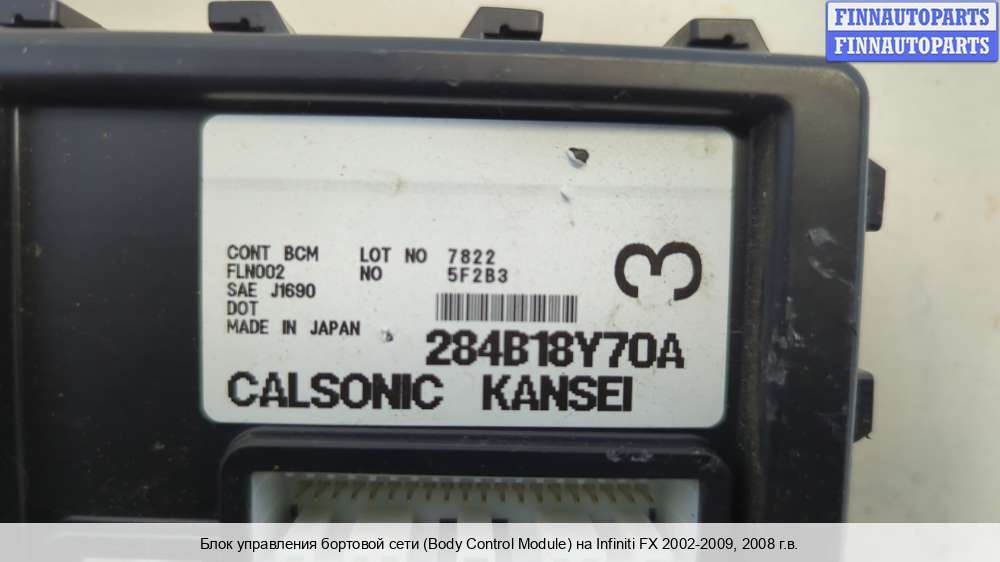 FINNAUTOPARTS
FINNAUTOPARTS
3
CONT BCM LOT NO 7822
FLN002 NO 5F2B3
SAE J1690
DOT
MADE IN JAPAN
284B18Y70A
CALSONIC KANSEI
Блок управления бортовой сети (Body Control Module) на Infiniti FX 2002-2009, 2008 г.в.